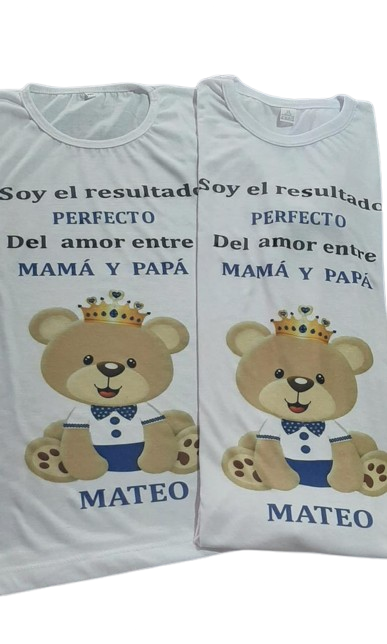 Soy el resultado
PERFECTO
Del amor entre
MAMÁ Y PAPÁ
MATEO
Soy el resultado
PERFECTO
Del amor entre
MAMÁ Y PAPÁ
MATEO